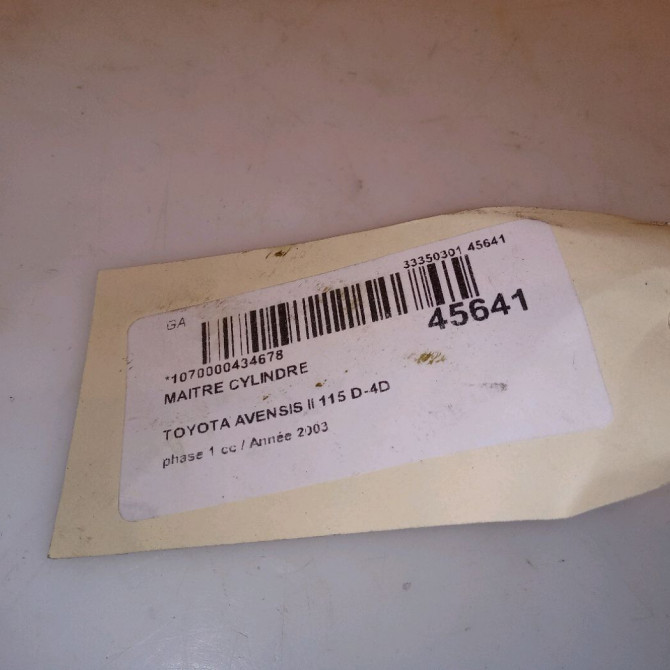 33350301 45641
GA
45641
*1070000434678
MAITRE CYLINDRE
TOYOTA AVENSIS II 115 D-4D
phase 1 cc / Année 2003